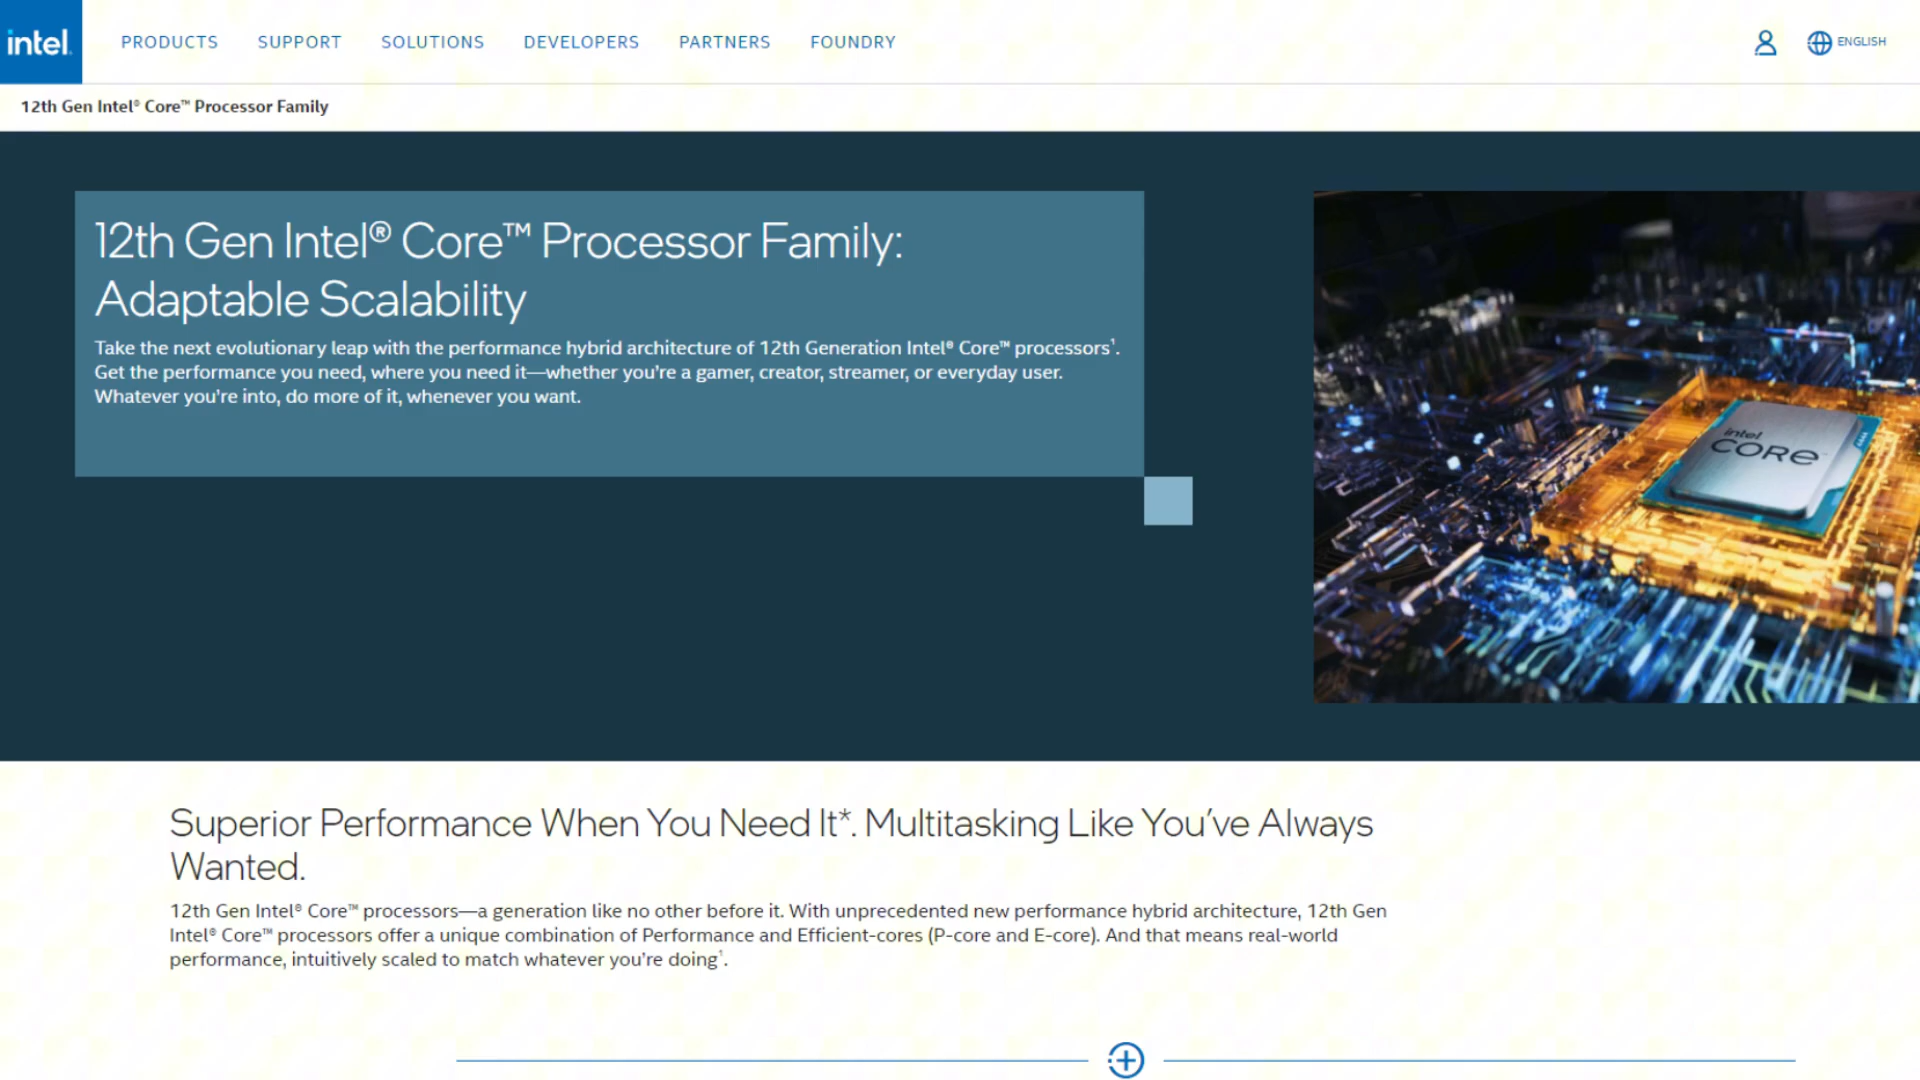 intel.
PRODUCTS SUPPORT SOLUTIONS DEVELOPERS PARTNERS FOUNDRY ENGLISH
12th Gen Intel® Core™ Processor Family
12th Gen Intel® Core™ Processor Family:
Adaptable Scalability
Take the next evolutionary leap with the performance hybrid architecture of 12th Generation Intel® Core™ processors¹.
Get the performance you need, where you need it—whether you're a gamer, creator, streamer, or everyday user.
Whatever you're into, do more of it, whenever you want.
intel
CORE
Superior Performance When You Need It*. Multitasking Like You've Always
Wanted.
12th Gen Intel® Core™ processors—a generation like no other before it. With unprecedented new performance hybrid architecture, 12th Gen
Intel® Core™ processors offer a unique combination of Performance and Efficient-cores (P-core and E-core). And that means real-world
performance, intuitively scaled to match whatever you're doing¹.